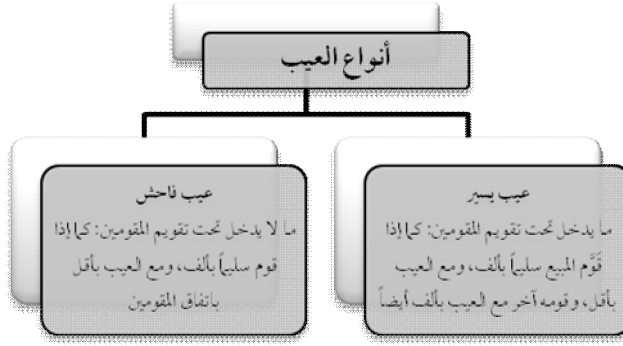 أنواع العيب
عيب يسير
ما يدخل تحت تقويم المقومين: كما إذا
قَوَّم المبيع سليماً بألف، ومع العيب
بأقل، وقومه آخر مع العيب بألف أيضاً
عيب فاحش
ما لا يدخل تحت تقويم المقومين: كما إذا
قوم سليماً بألف، ومع العيب بأقل
باتفاق المقومين